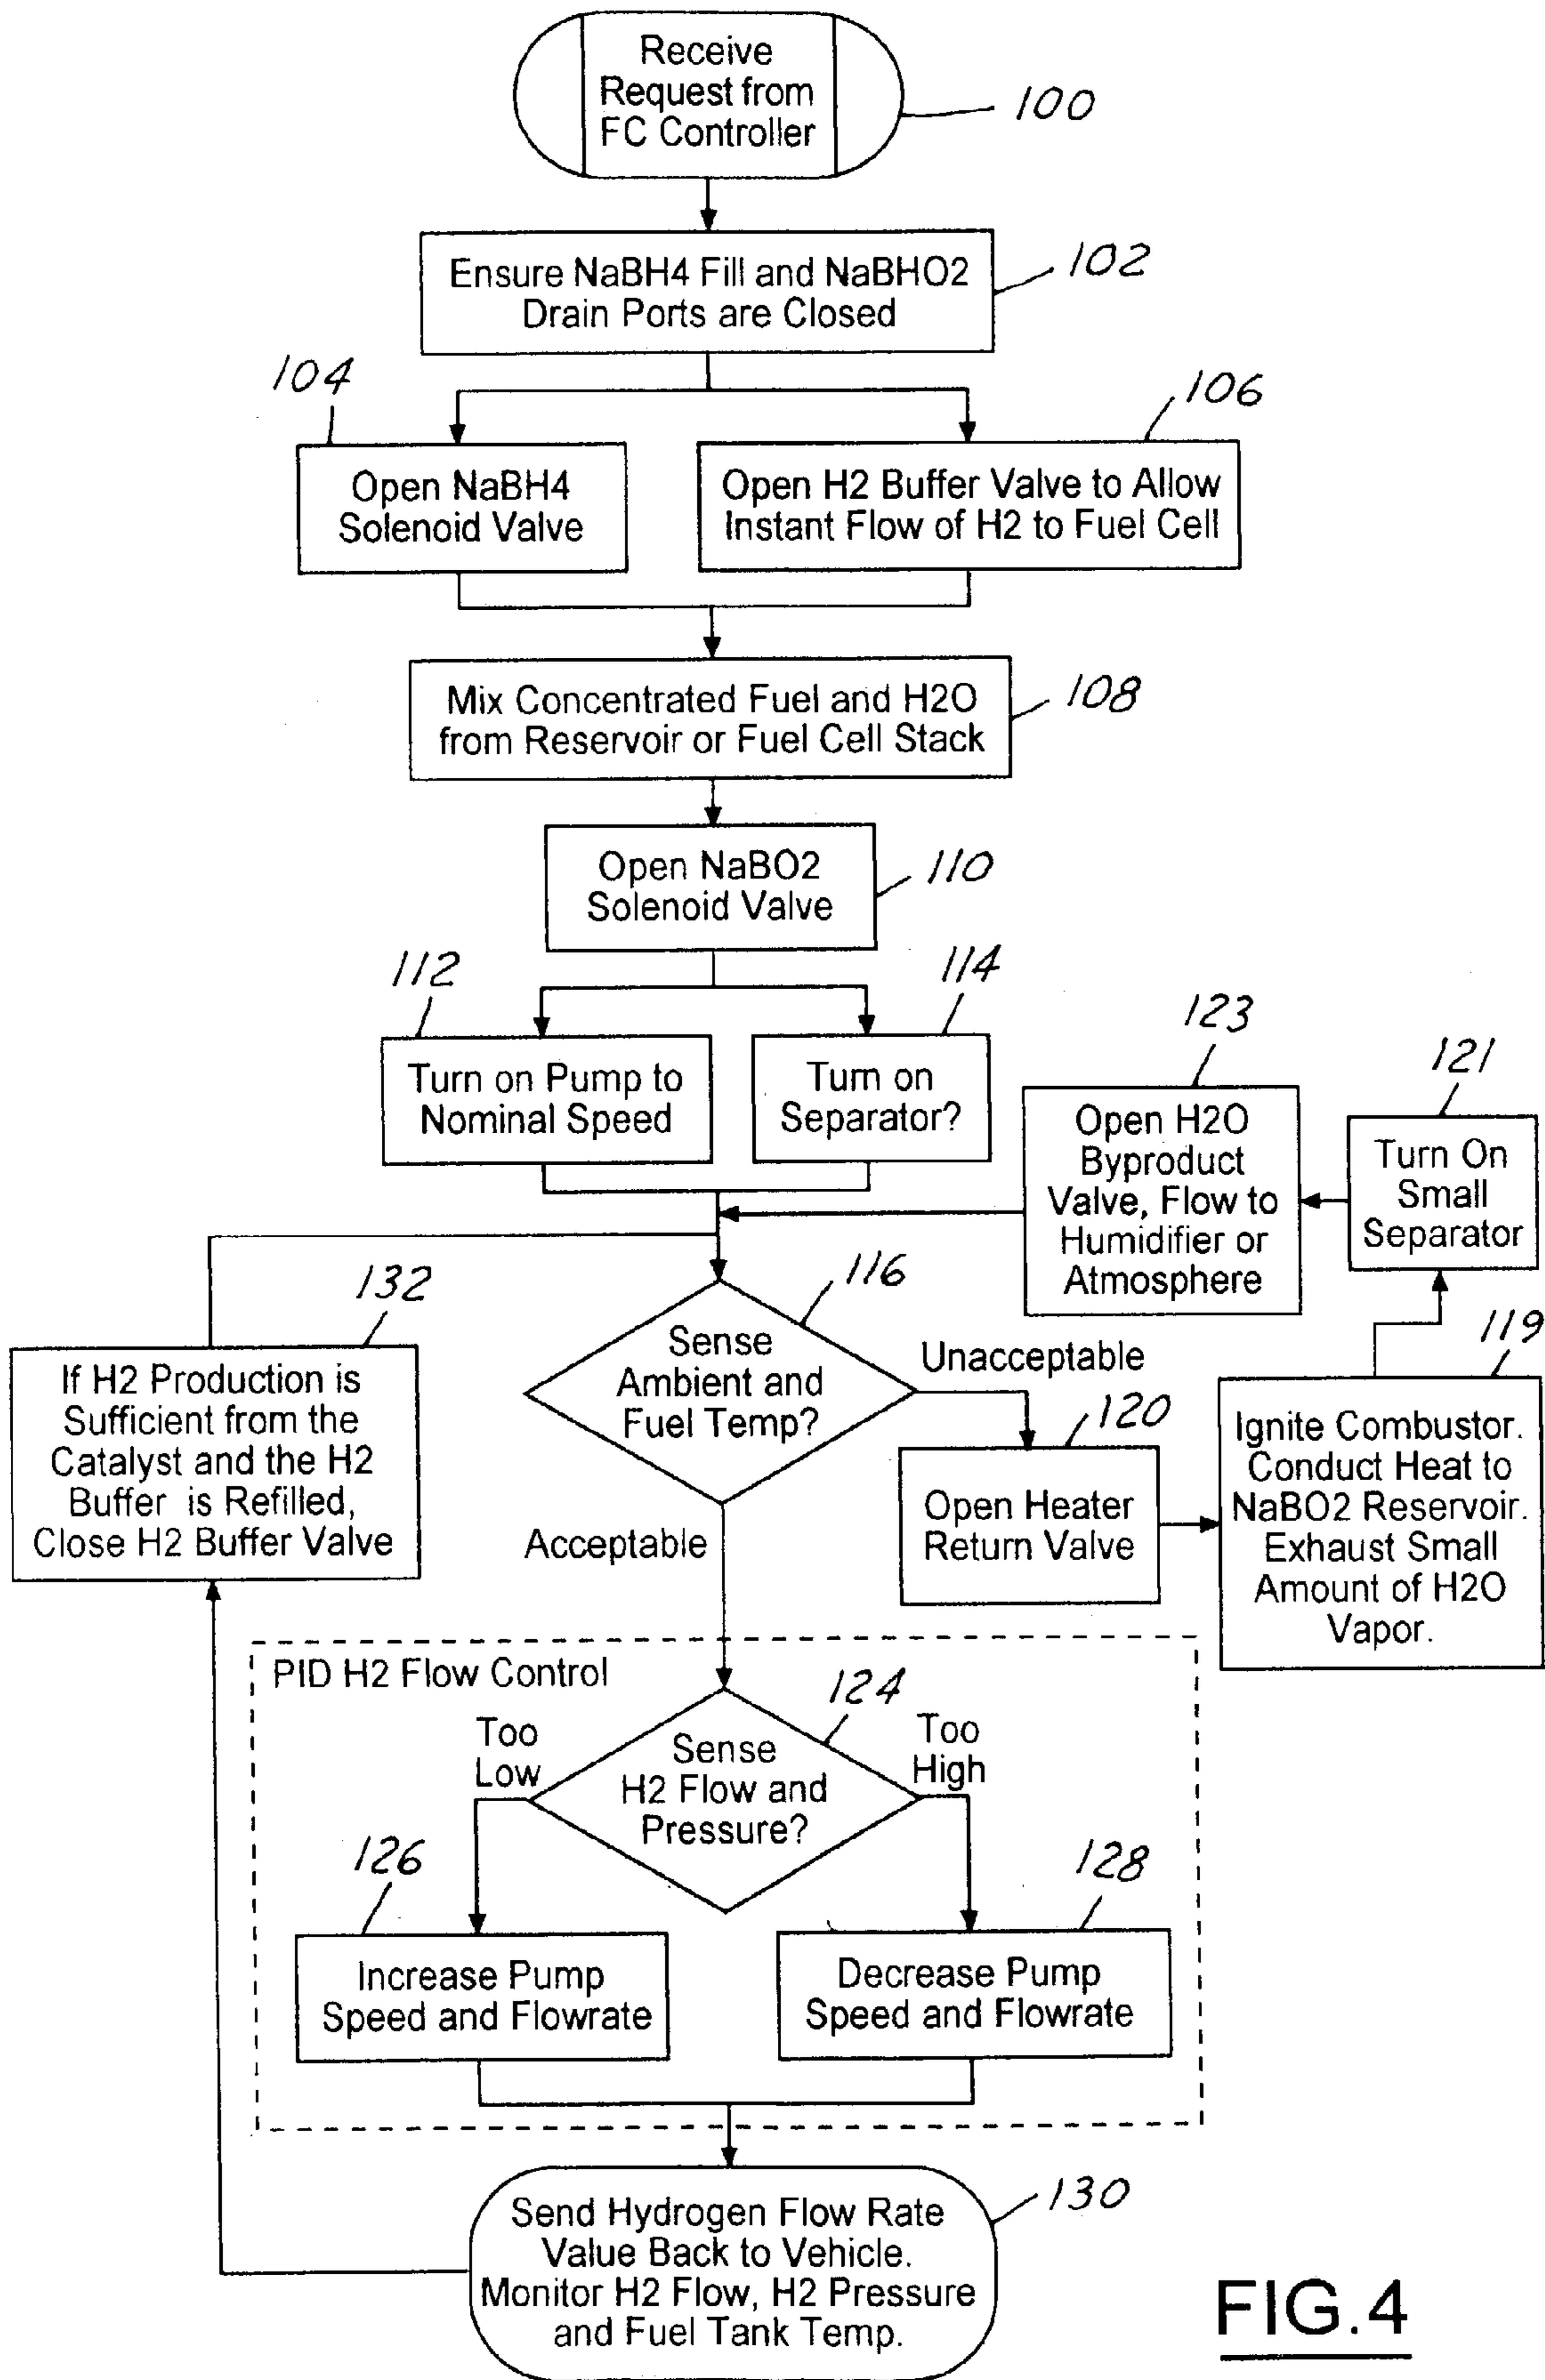 Receive
Request from
FC Controller
100
Ensure NaBH4 Fill and NaBHO2
Drain Ports are Closed
102
104
106
Open NaBH4
Solenoid Valve
Open H2 Buffer Valve to Allow
Instant Flow of H2 to Fuel Cell
Mix Concentrated Fuel and H2O
from Reservoir or Fuel Cell Stack
108
Open NaBO2
Solenoid Valve
110
112
114
Turn on Pump to
Nominal Speed
Turn on
Separator?
123
Open H2O
Byproduct
Valve, Flow to
Humidifier or
Atmosphere
121
Turn On
Small
Separator
132
If H2 Production is
Sufficient from the
Catalyst and the H2
Buffer is Refilled,
Close H2 Buffer Valve
116
Sense
Ambient and
Fuel Temp?
Unacceptable
Acceptable
120
Open Heater
Return Valve
119
Ignite Combustor.
Conduct Heat to
NaBO2 Reservoir.
Exhaust Small
Amount of H2O
Vapor.
PID H2 Flow Control
124
Too
Low
Sense
H2 Flow and
Pressure?
Too
High
126
128
Increase Pump
Speed and Flowrate
Decrease Pump
Speed and Flowrate
Send Hydrogen Flow Rate
Value Back to Vehicle.
Monitor H2 Flow, H2 Pressure
and Fuel Tank Temp.
130
FIG.4